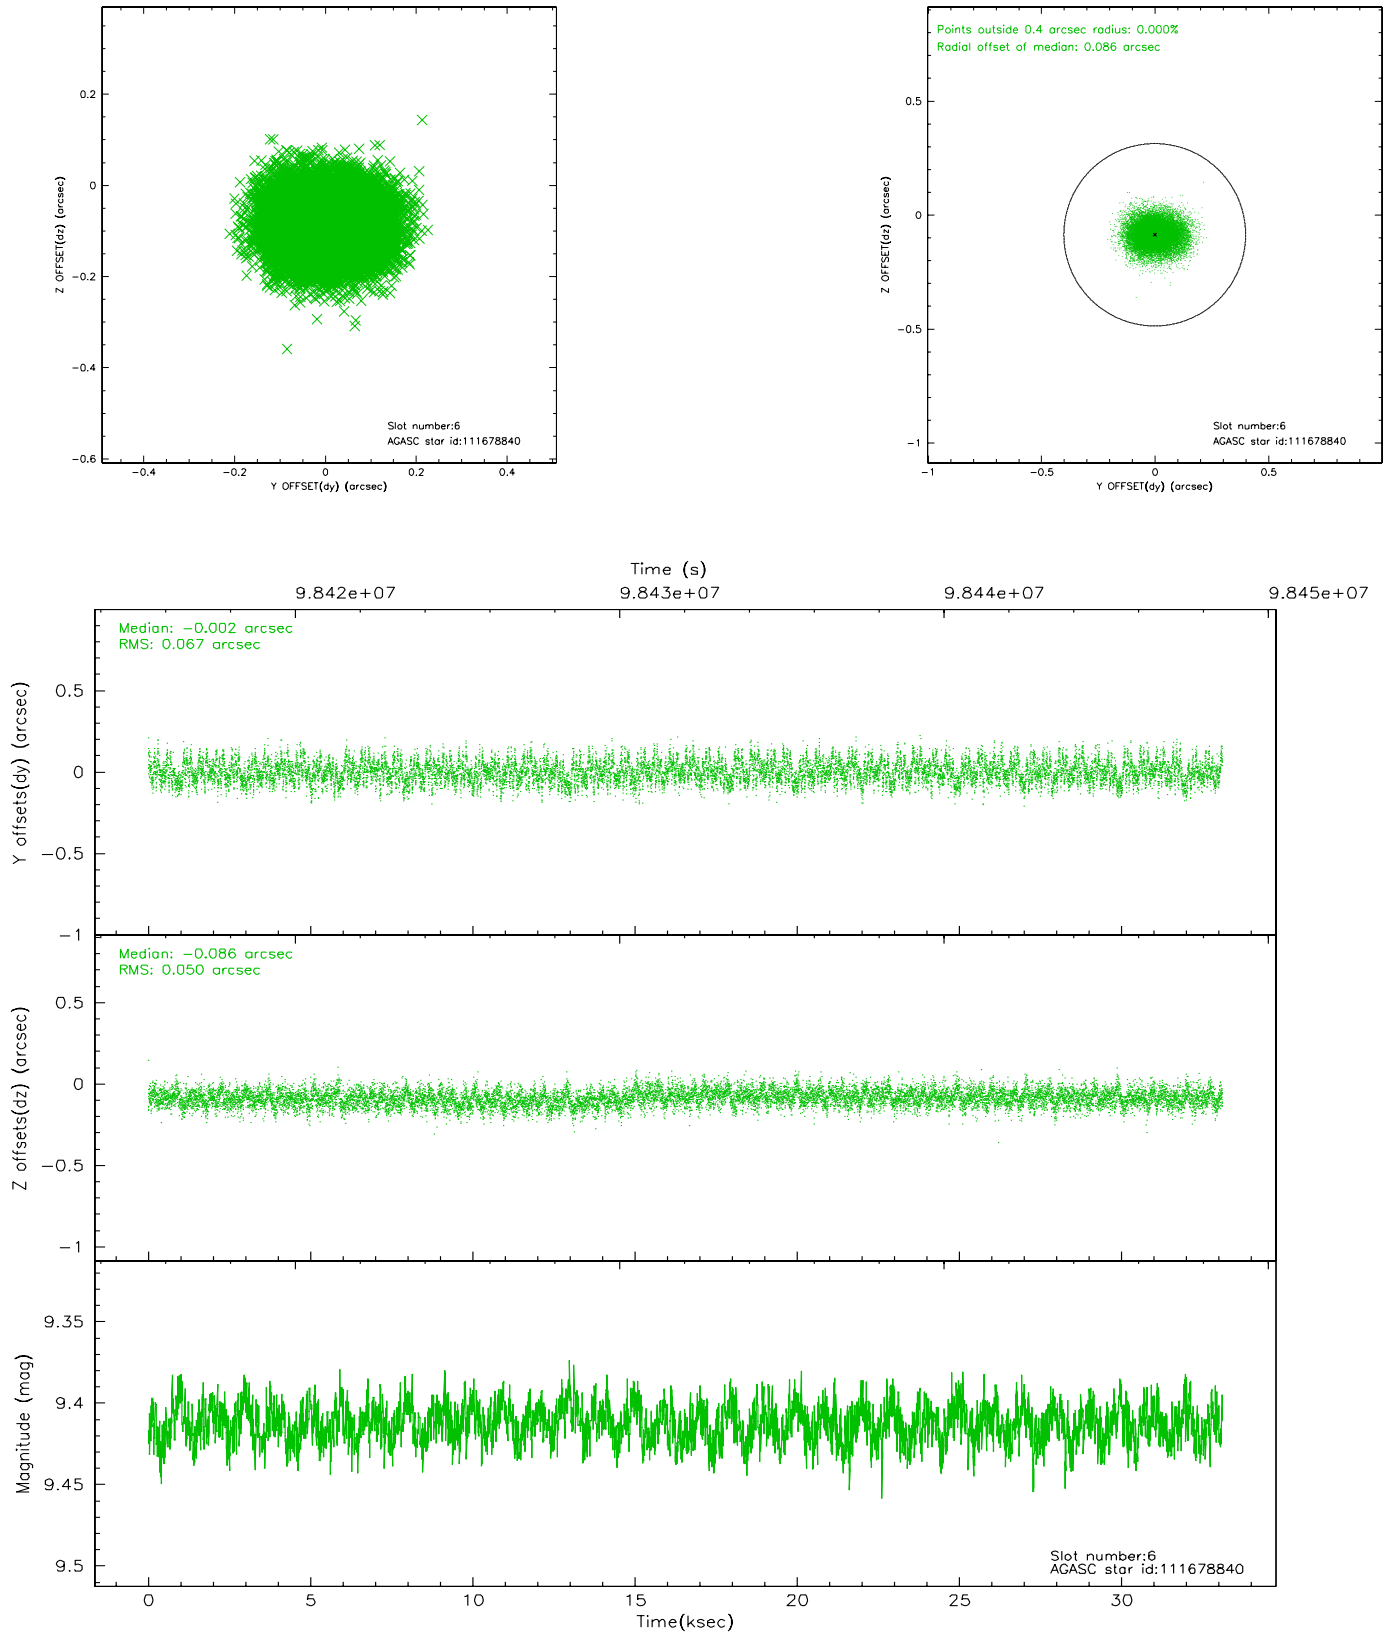 0.2
0
-0.2
-0.4
-0.6
Z OFFSET(dz) (arcsec)
-0.4
-0.2
0
0.2
0.4
Y OFFSET(dy) (arcsec)
Slot number:6
AGASC star id:111678840
Points outside 0.4 arcsec radius: 0.000%
Radial offset of median: 0.086 arcsec
0.5
0
-0.5
-1
Z OFFSET(dz) (arcsec)
-1
-0.5
0
0.5
Y OFFSET(dy) (arcsec)
Slot number:6
AGASC star id:111678840
Time (s)
9.842e+07
9.843e+07
9.844e+07
9.845e+07
Median: -0.002 arcsec
RMS: 0.067 arcsec
0.5
0
-0.5
-1
Y offsets(dy) (arcsec)
Median: -0.086 arcsec
RMS: 0.050 arcsec
0.5
0
-0.5
-1
Z offsets(dz) (arcsec)
9.35
9.4
9.45
9.5
Magnitude (mag)
Slot number:6
AGASC star id:111678840
0
5
10
15
20
25
30
Time(ksec)